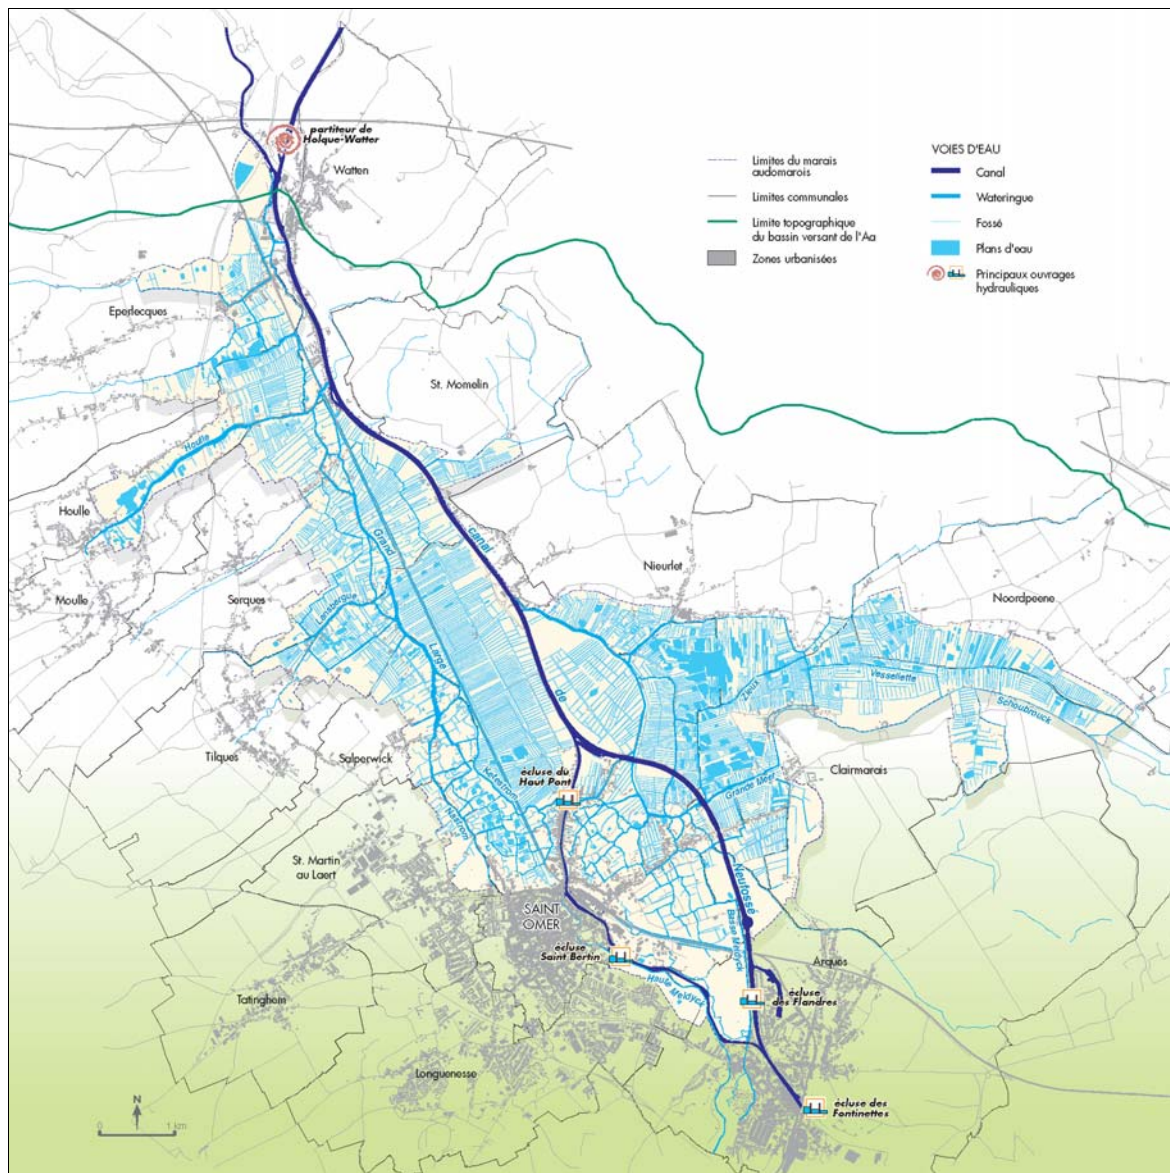 partiteur de
Holque-Watter
Watten
Limites du marais
audomarois
Limites communales
Limite topographique
du bassin versant de l'Aa
Zones urbanisées
VOIES D'EAU
Canal
Wateringue
Fossé
Plans d'eau
Principaux ouvrages
hydrauliques
Eperlecques
St. Momelin
Houlle
Houlle
Moulle
Serques
Grand
canal
Nieurlet
Noordpeene
Lansbergue
Large
de
Zieux
Vesseliette
Schoubrouck
Tilques
Salperwick
écluse du
Haut Pont
Clairmarais
Grande Meer
St. Martin
au Laert
SAINT
OMER
Neufossé
Basse Meldyck
écluse
Saint Bertin
Haute Meldyck
Arques
écluse
des Flandres
Tatinghem
Longuenesse
écluse des
Fontinettes
N
0
1 km